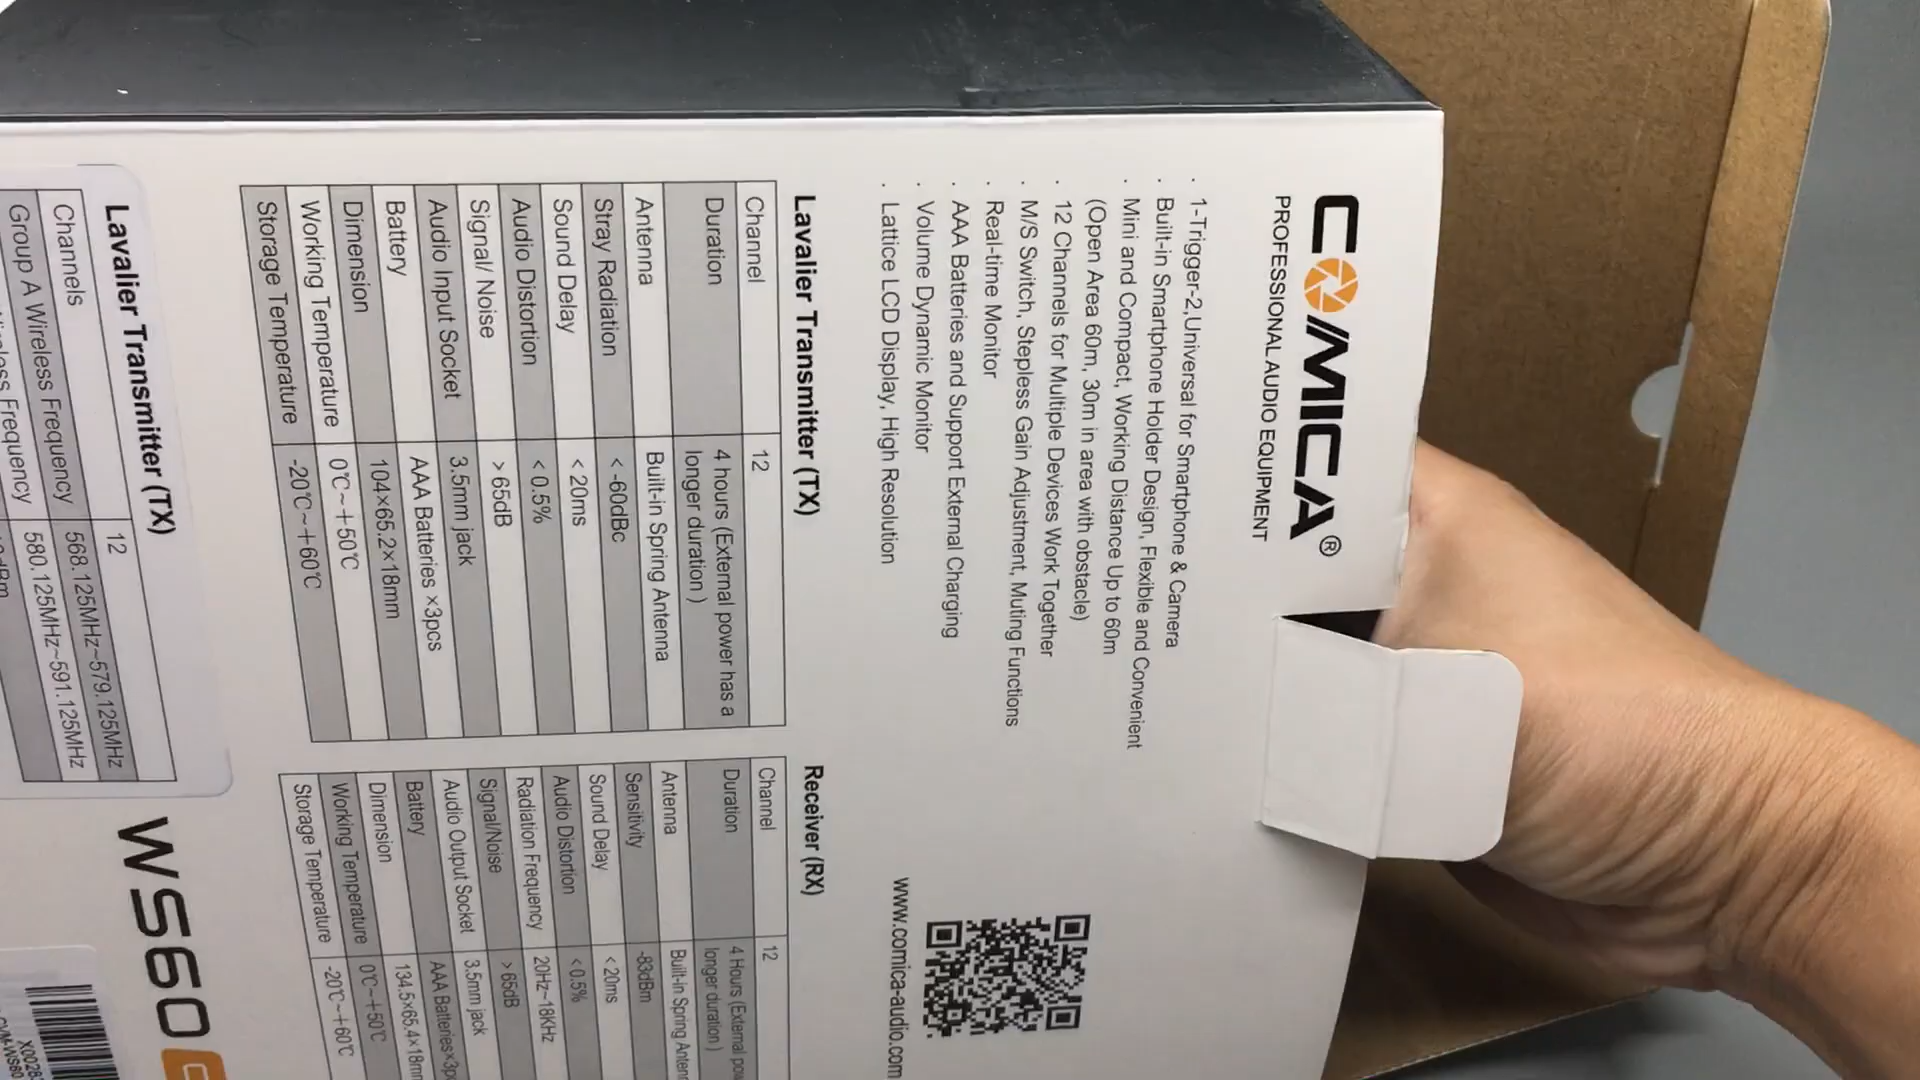 COMICA®
PROFESSIONAL AUDIO EQUIPMENT
· 1-Trigger-2,Universal for Smartphone & Camera
· Built-in Smartphone Holder Design, Flexible and Convenient
· Mini and Compact, Working Distance Up to 60m
(Open Area 60m, 30m in area with obstacle)
· 12 Channels for Multiple Devices Work Together
· M/S Switch, Stepless Gain Adjustment, Muting Functions
· Real-time Monitor
· AAA Batteries and Support External Charging
· Volume Dynamic Monitor
· Lattice LCD Display, High Resolution
www.comica-audio.com
Lavalier Transmitter (TX)
Channel 12
Duration 4 hours (External power has a
longer duration )
Antenna Built-in Spring Antenna
Stray Radiation < -60dBc
Sound Delay < 20ms
Audio Distortion < 0.5%
Signal/ Noise > 65dB
Audio Input Socket 3.5mm jack
Battery AAA Batteries ×3pcs
Dimension 104×65.2×18mm
Working Temperature 0℃~+50℃
Storage Temperature -20℃~+60℃
Receiver (RX)
Channel 12
Duration 4 Hours (External
longer duration )
Antenna Built-in Spring
Sensitivity -83dBm
Sound Delay < 20ms
Audio Distortion < 0.5%
Radiation Frequency 20Hz~18KHz
Signal/Noise > 65dB
Audio Output Socket 3.5mm jack
Battery AAA Batteries×3
Dimension 134.5×65.4×18mm
Working Temperature 0℃~+50℃
Storage Temperature -20℃~+60℃
Lavalier Transmitter (TX)
Channels 12
Group A Wireless Frequency 568.125MHz~579.125MHz
Frequency 580.125MHz~591.125MHz
WS60